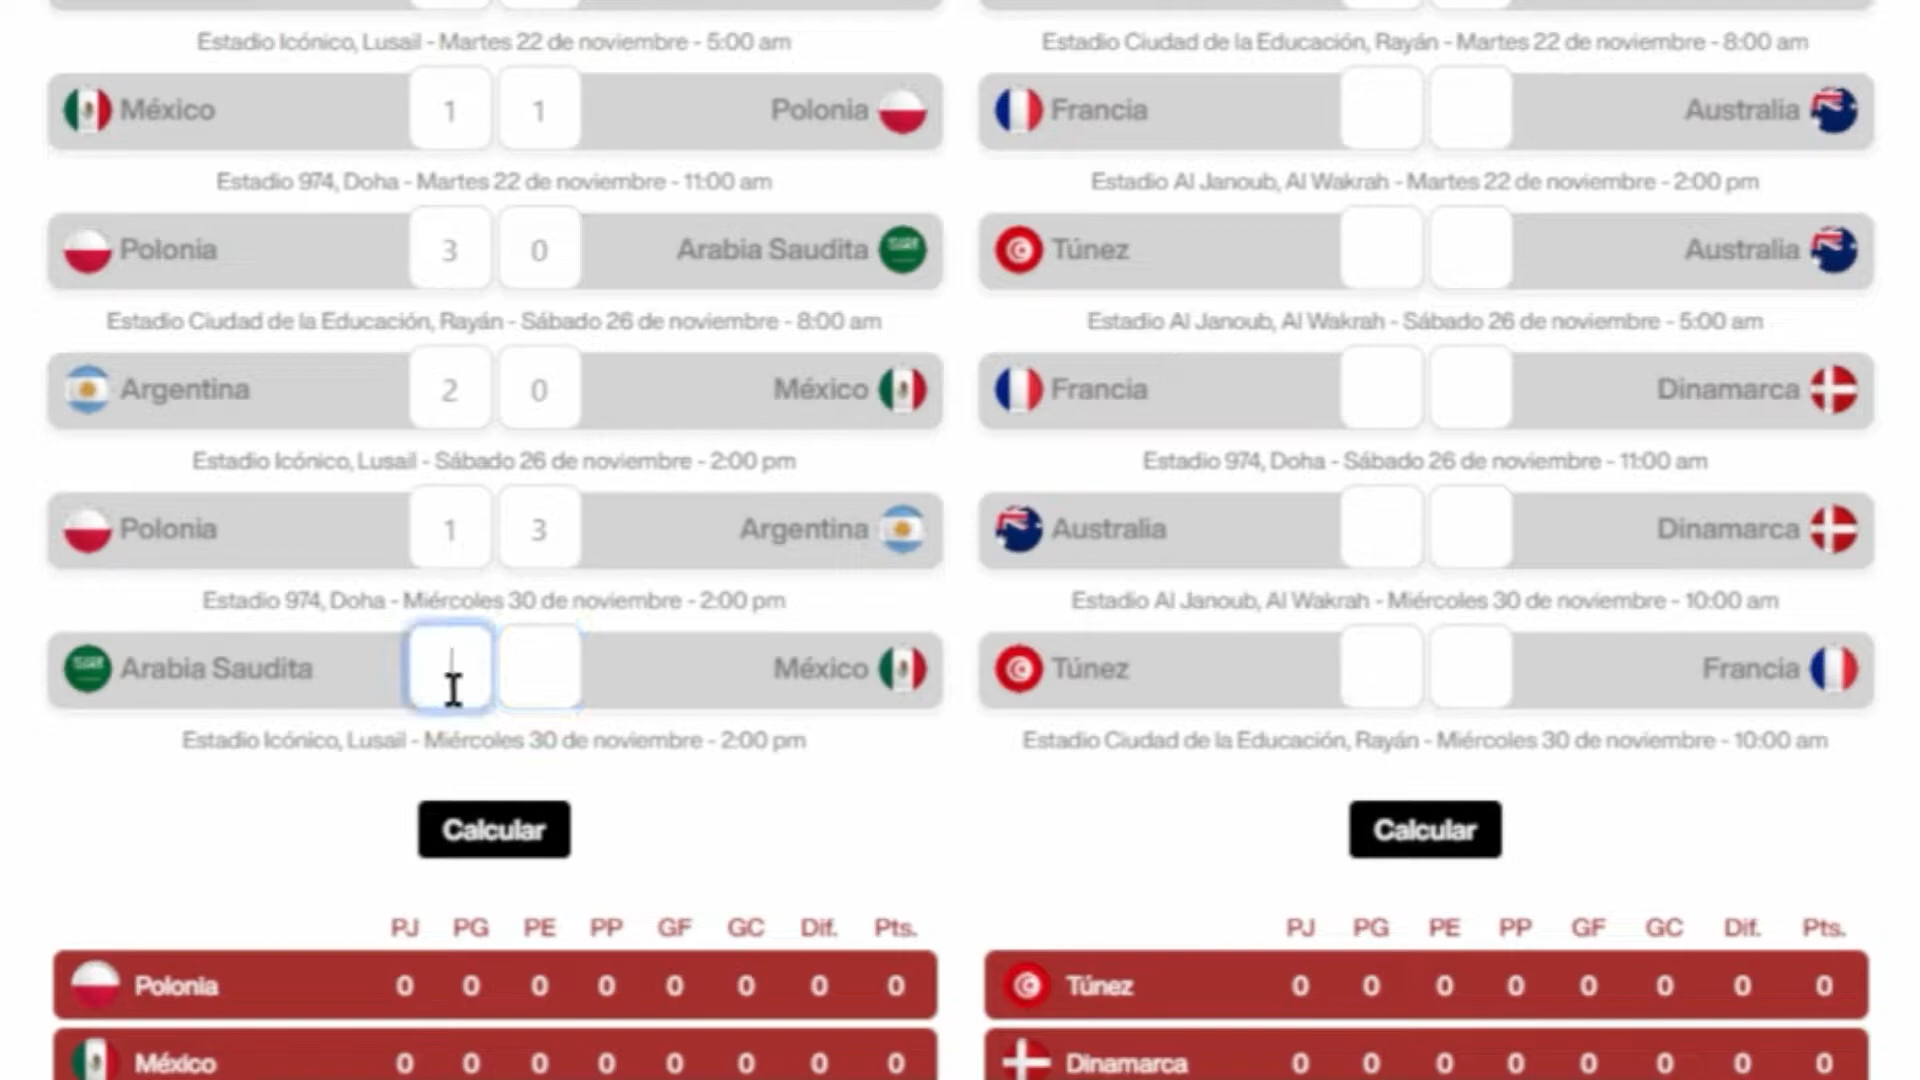 Estadio Icónico, Lusail - Martes 22 de noviembre - 5:00 am
México 1 1 Polonia
Estadio 974, Doha - Martes 22 de noviembre - 11:00 am
Polonia 3 0 Arabia Saudita
Estadio Ciudad de la Educación, Rayán - Sábado 26 de noviembre - 8:00 am
Argentina 2 0 México
Estadio Icónico, Lusail - Sábado 26 de noviembre - 2:00 pm
Polonia 1 3 Argentina
Estadio 974, Doha - Miércoles 30 de noviembre - 2:00 pm
Arabia Saudita México
Estadio Icónico, Lusail - Miércoles 30 de noviembre - 2:00 pm
Calcular
PJ PG PE PP GF GC Dif. Pts.
Polonia 0 0 0 0 0 0 0 0
México 0 0 0 0 0 0 0 0
Estadio Ciudad de la Educación, Rayán - Martes 22 de noviembre - 8:00 am
Francia Australia
Estadio Al Janoub, Al Wakrah - Martes 22 de noviembre - 2:00 pm
Túnez Australia
Estadio Al Janoub, Al Wakrah - Sábado 26 de noviembre - 5:00 am
Francia Dinamarca
Estadio 974, Doha - Sábado 26 de noviembre - 11:00 am
Australia Dinamarca
Estadio Al Janoub, Al Wakrah - Miércoles 30 de noviembre - 10:00 am
Túnez Francia
Estadio Ciudad de la Educación, Rayán - Miércoles 30 de noviembre - 10:00 am
Calcular
PJ PG PE PP GF GC Dif. Pts.
Túnez 0 0 0 0 0 0 0 0
Dinamarca 0 0 0 0 0 0 0 0